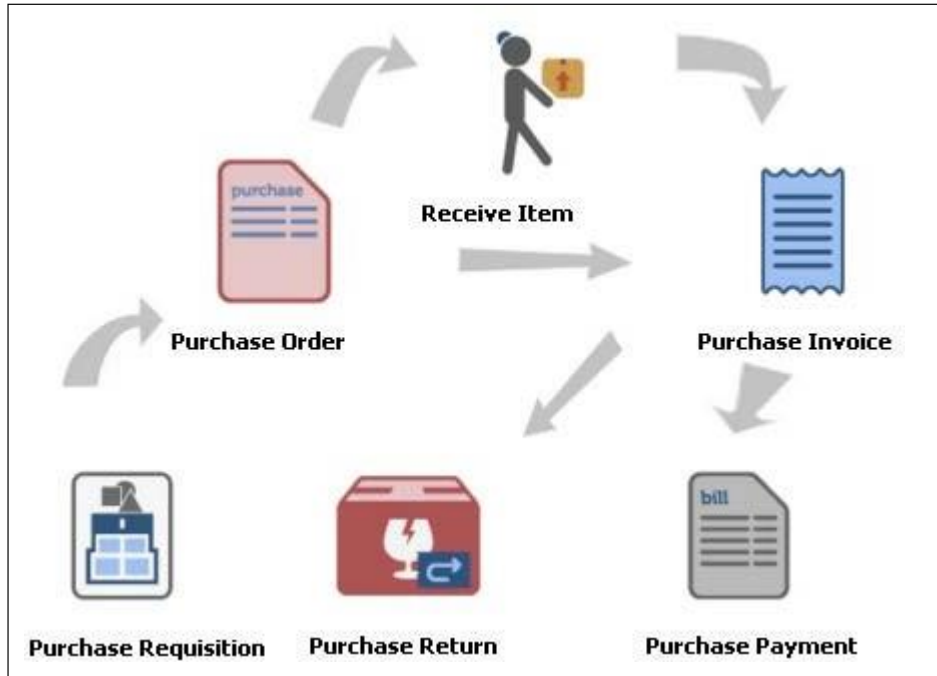 purchase
Receive Item
Purchase Order
Purchase Invoice
bill
Purchase Requisition
Purchase Return
Purchase Payment